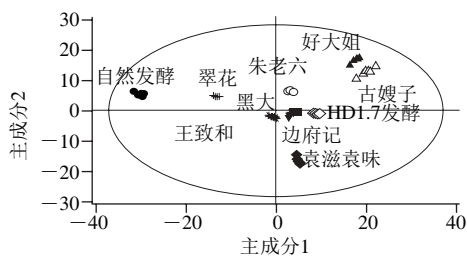 主成分2
30
20
10
0
-10
-20
-30
好大姐
朱老六
自然发酵
翠花
古嫂子
黑大
HD1.7发酵
王致和
边府记
袁滋袁味
-40
-20
0
20
40
主成分1